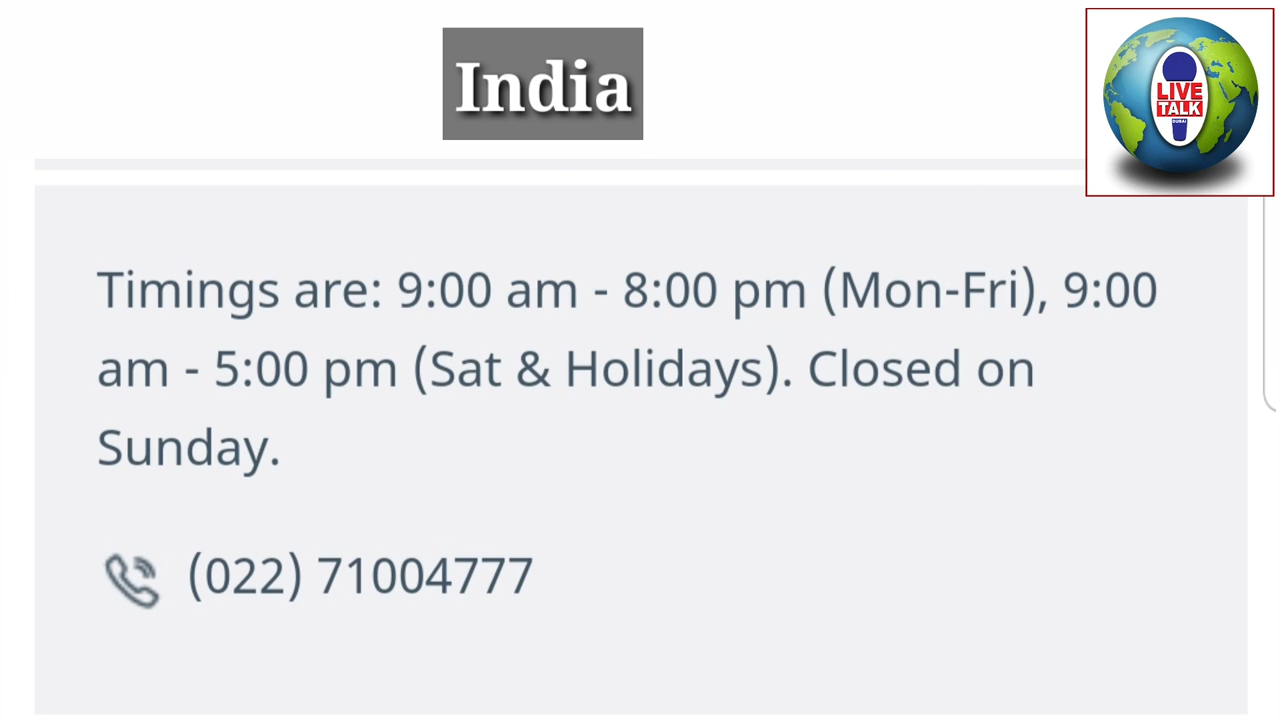 India
LIVE
TALK
DUBAI
Timings are: 9:00 am - 8:00 pm (Mon-Fri), 9:00
am - 5:00 pm (Sat & Holidays). Closed on
Sunday.
(022) 71004777